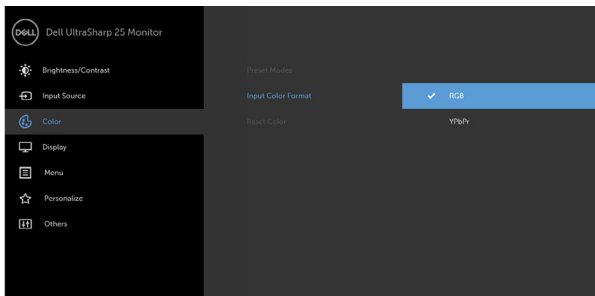 DELL Dell UltraSharp 25 Monitor
Brightness/Contrast
Preset Modes
Input Source
Input Color Format
RGB
Color
Reset Color
YPbPr
Display
Menu
Personalize
Others